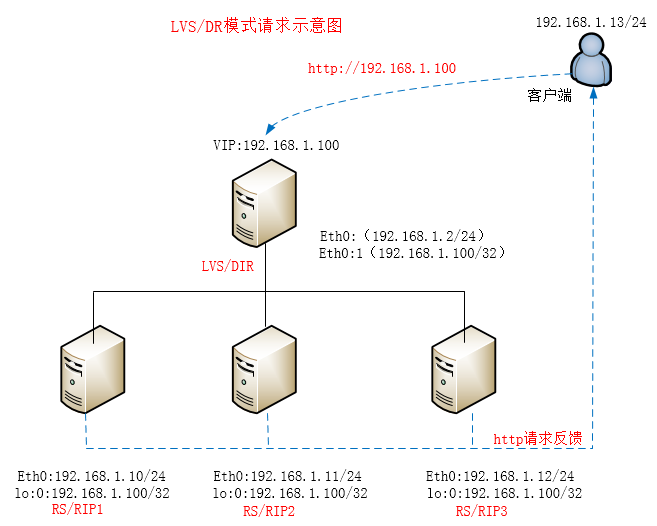 LVS/DR模式请求示意图
192.168.1.13/24
http://192.168.1.100
客户端
VIP:192.168.1.100
Eth0:（192.168.1.2/24）
Eth0:1（192.168.1.100/32）
LVS/DIR
http请求反馈
Eth0:192.168.1.10/24
lo:0:192.168.1.100/32
RS/RIP1
Eth0:192.168.1.11/24
lo:0:192.168.1.100/32
RS/RIP2
Eth0:192.168.1.12/24
lo:0:192.168.1.100/32
RS/RIP3